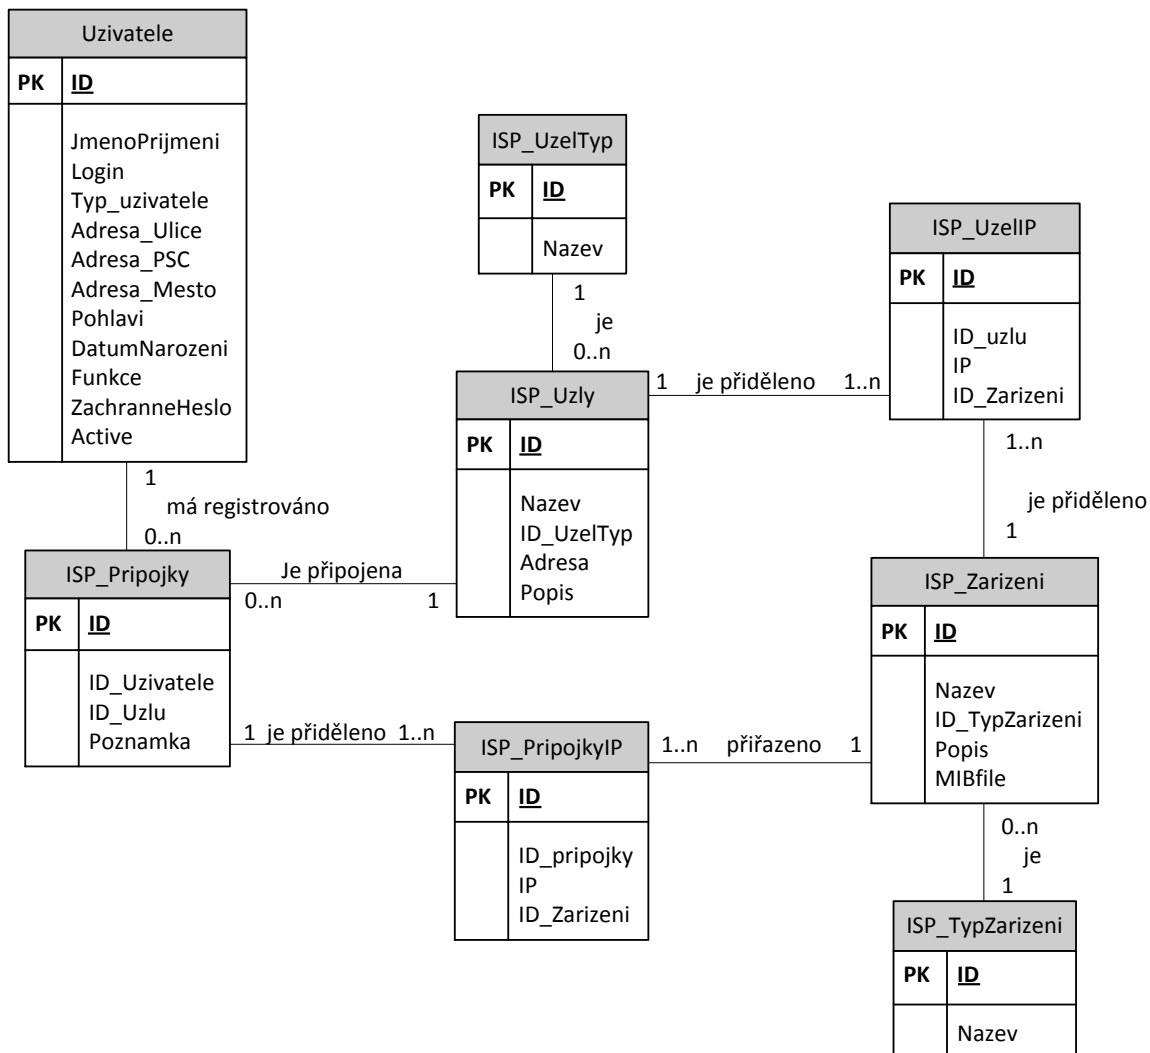 Uzivatele
PK ID
JmenoPrijmeni
Login
Typ_uzivatele
Adresa_Ulice
Adresa_PSC
Adresa_Mesto
Pohlavi
DatumNarozeni
Funkce
ZachranneHeslo
Active
1
má registrováno
0..n
ISP_UzelTyp
PK ID
Nazev
1
je
0..n
ISP_Uzly
PK ID
Nazev
ID_UzelTyp
Adresa
Popis
1 je přiděleno 1..n
ISP_UzelIP
PK ID
ID_uzlu
IP
ID_Zarizeni
1..n
je přiděleno
1
ISP_Pripojky
PK ID
ID_Uzivatele
ID_Uzlu
Poznamka
Je připojena
0..n 1
1 je přiděleno 1..n
ISP_PripojkyIP
PK ID
ID_pripojky
IP
ID_Zarizeni
1..n přiřazeno 1
ISP_Zarizeni
PK ID
Nazev
ID_TypZarizeni
Popis
MIBfile
0..n
je
1
ISP_TypZarizeni
PK ID
Nazev